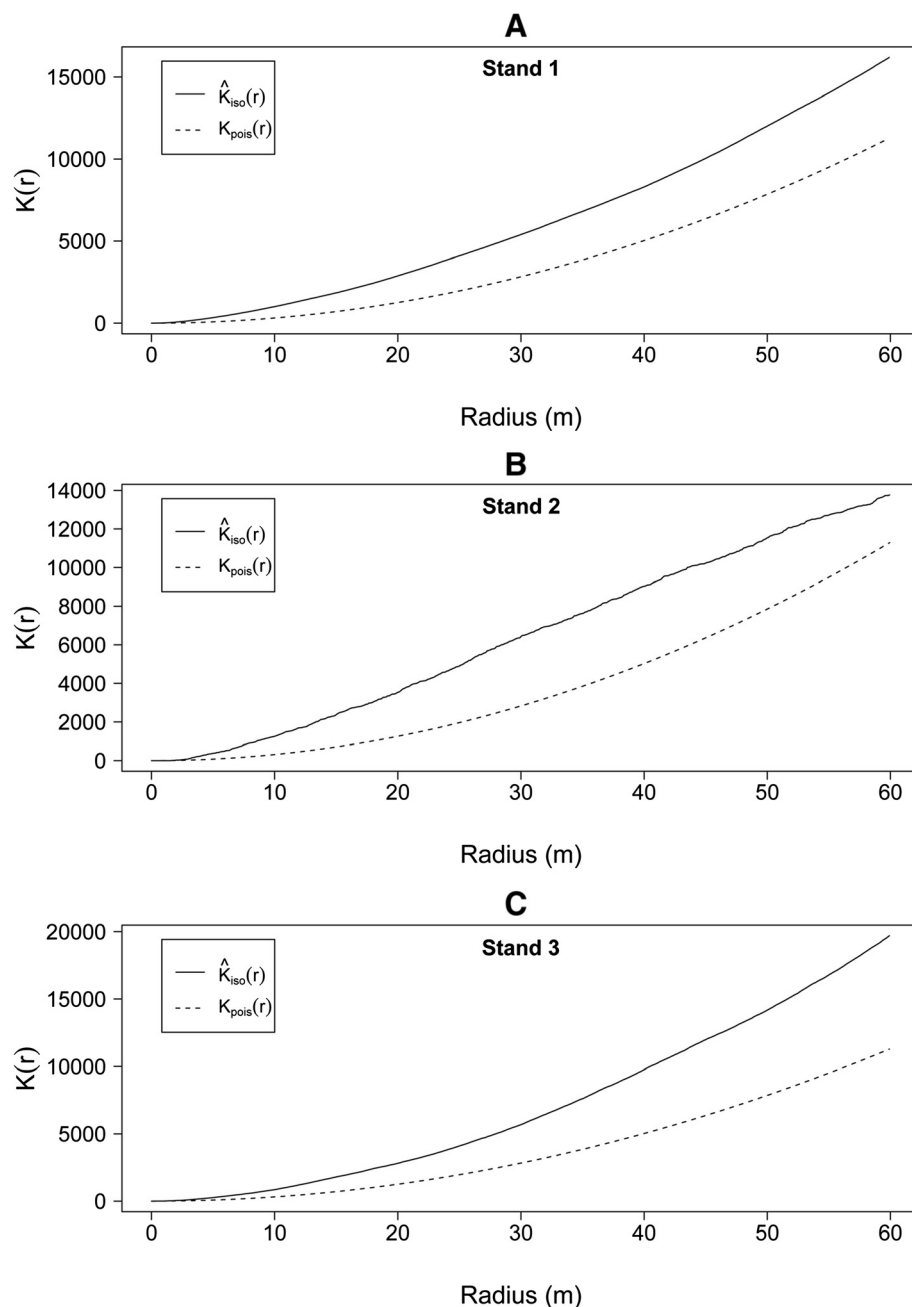 A
Stand 1
K̂iso(r)
Kpois(r)
K(r)
15000
10000
5000
0
0 10 20 30 40 50 60
Radius (m)
B
Stand 2
K̂iso(r)
Kpois(r)
K(r)
14000
12000
10000
8000
6000
4000
2000
0
0 10 20 30 40 50 60
Radius (m)
C
Stand 3
K̂iso(r)
Kpois(r)
K(r)
20000
15000
10000
5000
0
0 10 20 30 40 50 60
Radius (m)